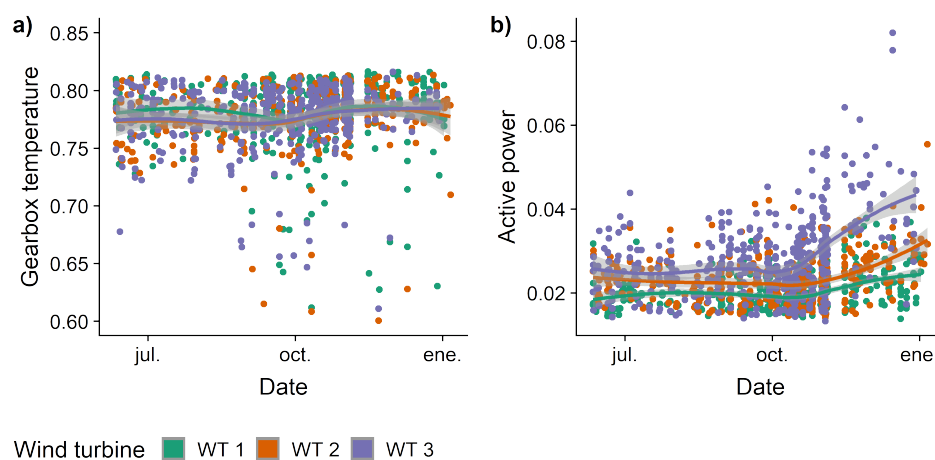 a)
Gearbox temperature
0.85
0.80
0.75
0.70
0.65
0.60
jul.
oct.
ene.
Date
b)
Active power
0.08
0.06
0.04
0.02
jul.
oct.
ene
Date
Wind turbine WT 1 WT 2 WT 3